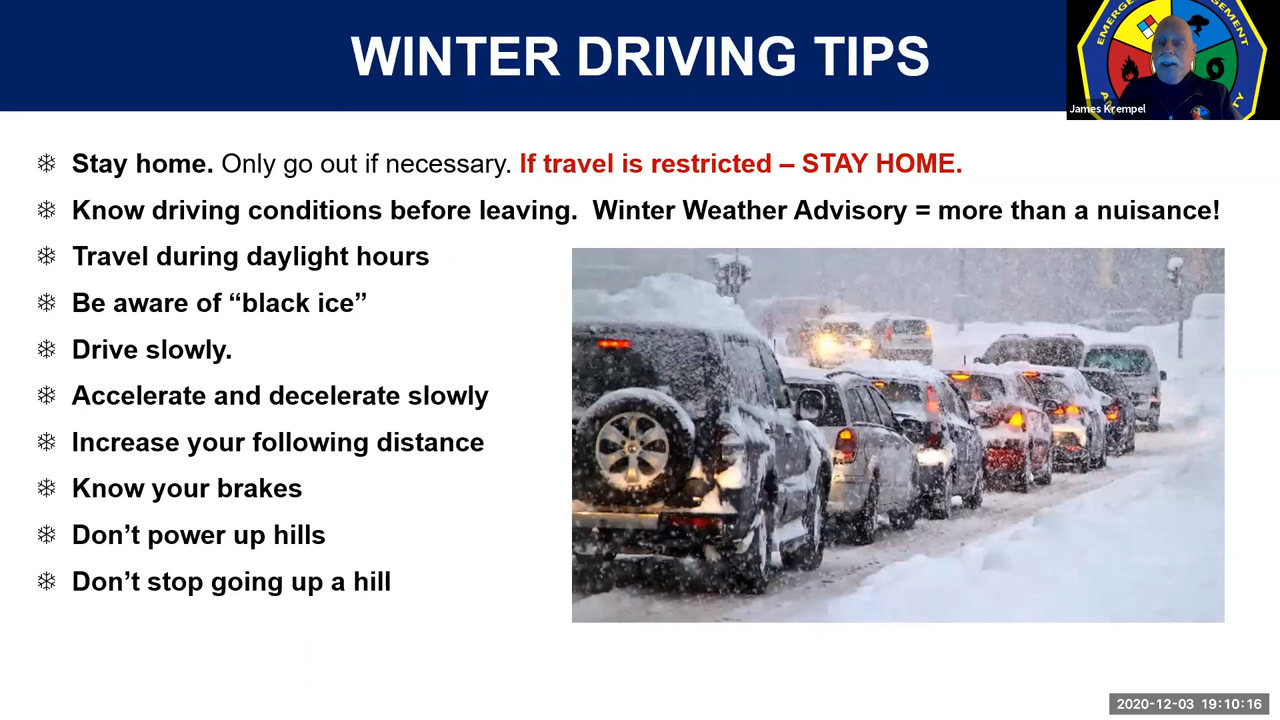 WINTER DRIVING TIPS
EMERGE
GEMENT
TY
James Krempel
Stay home. Only go out if necessary. If travel is restricted – STAY HOME.
Know driving conditions before leaving.  Winter Weather Advisory = more than a nuisance!
Travel during daylight hours
Be aware of “black ice”
Drive slowly.
Accelerate and decelerate slowly
Increase your following distance
Know your brakes
Don’t power up hills
Don’t stop going up a hill
2020-12-03 19:10:16